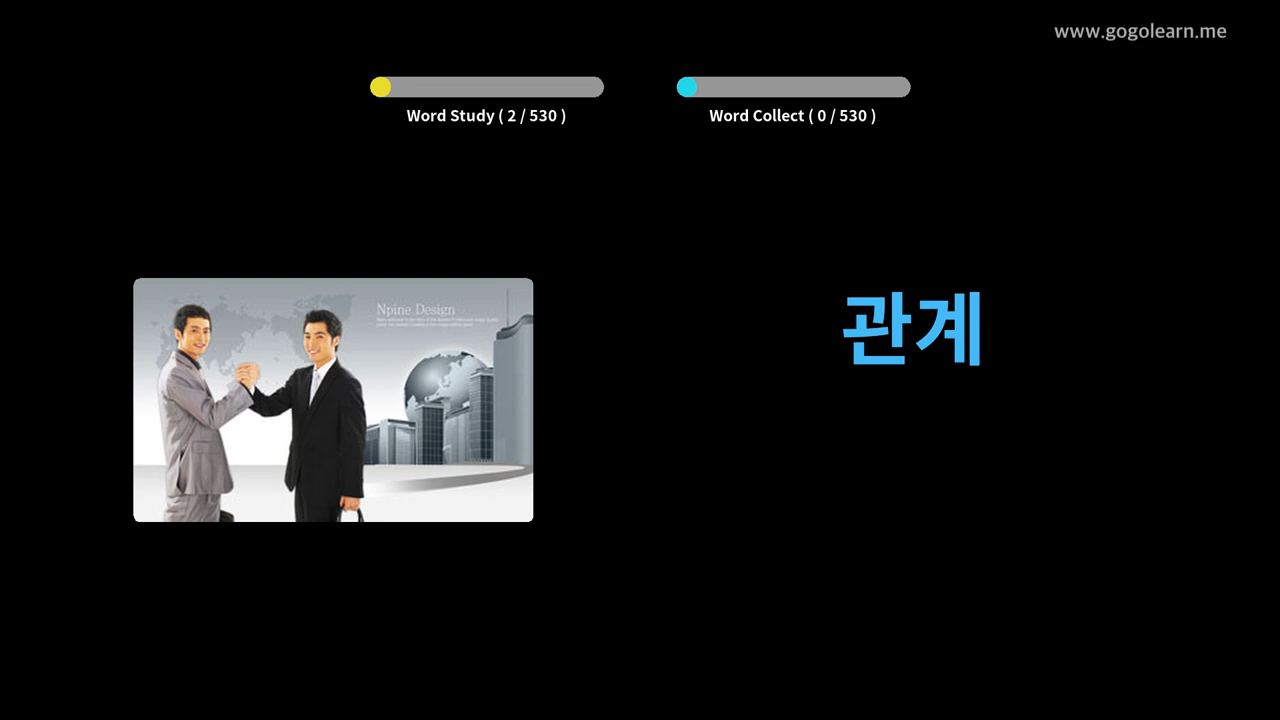 www.gogolearn.me
Word Study ( 2 / 530 )
Word Collect ( 0 / 530 )
Npine Design
관계